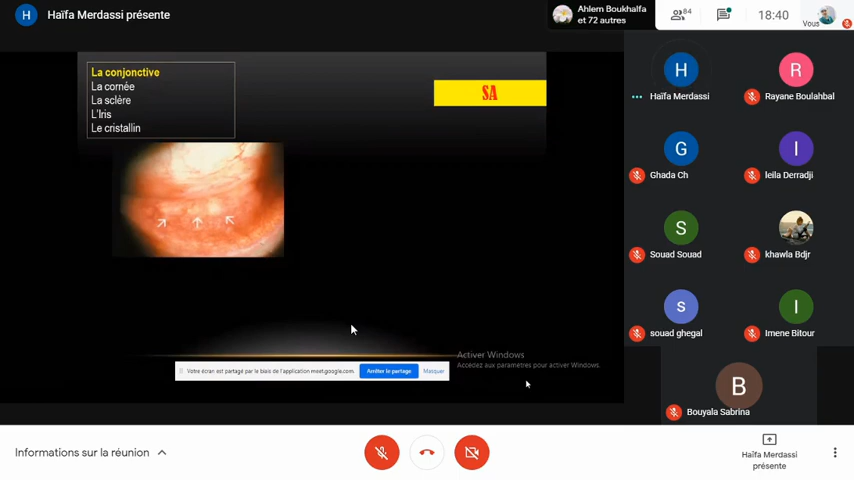 H Haïfa Merdassi présente
Ahlem Boukhalfa
et 72 autres
84
18:40
Vous
La conjonctive
La cornée
La sclère
L'Iris
Le cristallin
SA
H
Haïfa Merdassi
R
Rayane Boulahbal
G
Ghada Ch
I
leila Derradji
S
Souad Souad
khawla Bdjr
s
souad ghegal
I
Imene Bitour
B
Bouyala Sabrina
Activer Windows
Accédez aux paramètres pour activer Windows.
Votre écran est partagé par le biais de l'application meet.google.com.
Arrêter le partage
Masquer
Informations sur la réunion
Haïfa Merdassi
présente